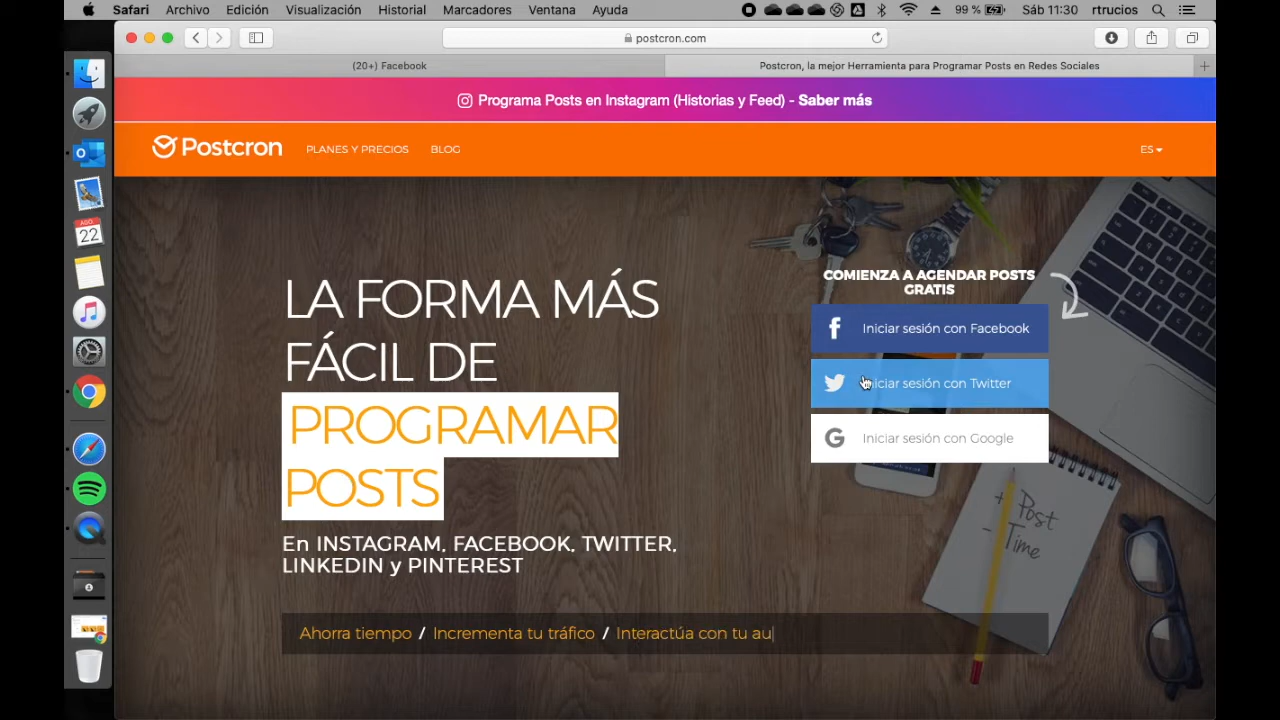 Safari Archivo Edición Visualización Historial Marcadores Ventana Ayuda 99 % Sáb 11:30 rtrucios
postcron.com
(20+) Facebook Postcron, la mejor Herramienta para Programar Posts en Redes Sociales
Programa Posts en Instagram (Historias y Feed) - Saber más
Postcron PLANES Y PRECIOS BLOG ES
LA FORMA MÁS
FÁCIL DE
PROGRAMAR
POSTS
En INSTAGRAM, FACEBOOK, TWITTER,
LINKEDIN y PINTEREST
Ahorra tiempo / Incrementa tu tráfico / Interactúa con tu au
COMIENZA A AGENDAR POSTS
GRATIS
Iniciar sesión con Facebook
Iniciar sesión con Twitter
Iniciar sesión con Google
+ Post
- Time
AGO.
22